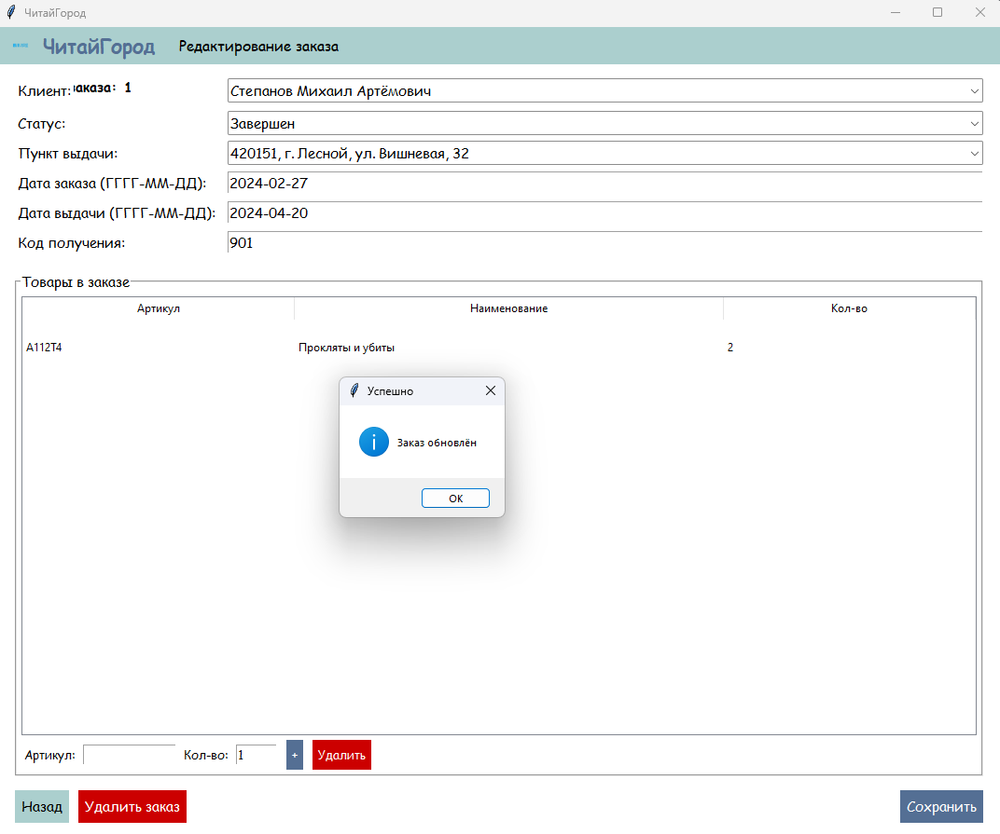 ЧитайГород
ЧитайГород Редактирование заказа
Клиент: заказа: 1 Степанов Михаил Артёмович
Статус: Завершен
Пункт выдачи: 420151, г. Лесной, ул. Вишневая, 32
Дата заказа (ГГГГ-ММ-ДД): 2024-02-27
Дата выдачи (ГГГГ-ММ-ДД): 2024-04-20
Код получения: 901
Товары в заказе
Артикул Наименование Кол-во
А112Т4 Прокляты и убиты 2
Успешно
Заказ обновлён
ОК
Артикул: Кол-во: 1 + Удалить
Назад Удалить заказ Сохранить